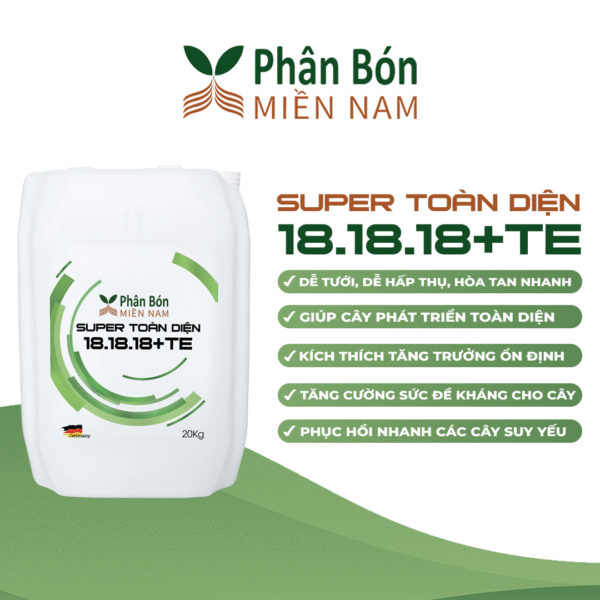 Phân Bón
MIỀN NAM
SUPER TOÀN DIỆN
18.18.18+TE
DỄ TƯỚI, DỄ HẤP THỤ, HÒA TAN NHANH
GIÚP CÂY PHÁT TRIỂN TOÀN DIỆN
KÍCH THÍCH TĂNG TRƯỞNG ỔN ĐỊNH
TĂNG CƯỜNG SỨC ĐỀ KHÁNG CHO CÂY
PHỤC HỒI NHANH CÁC CÂY SUY YẾU
Phân Bón
MIỀN NAM
SUPER TOÀN DIỆN
18.18.18+TE
Germany
20Kg